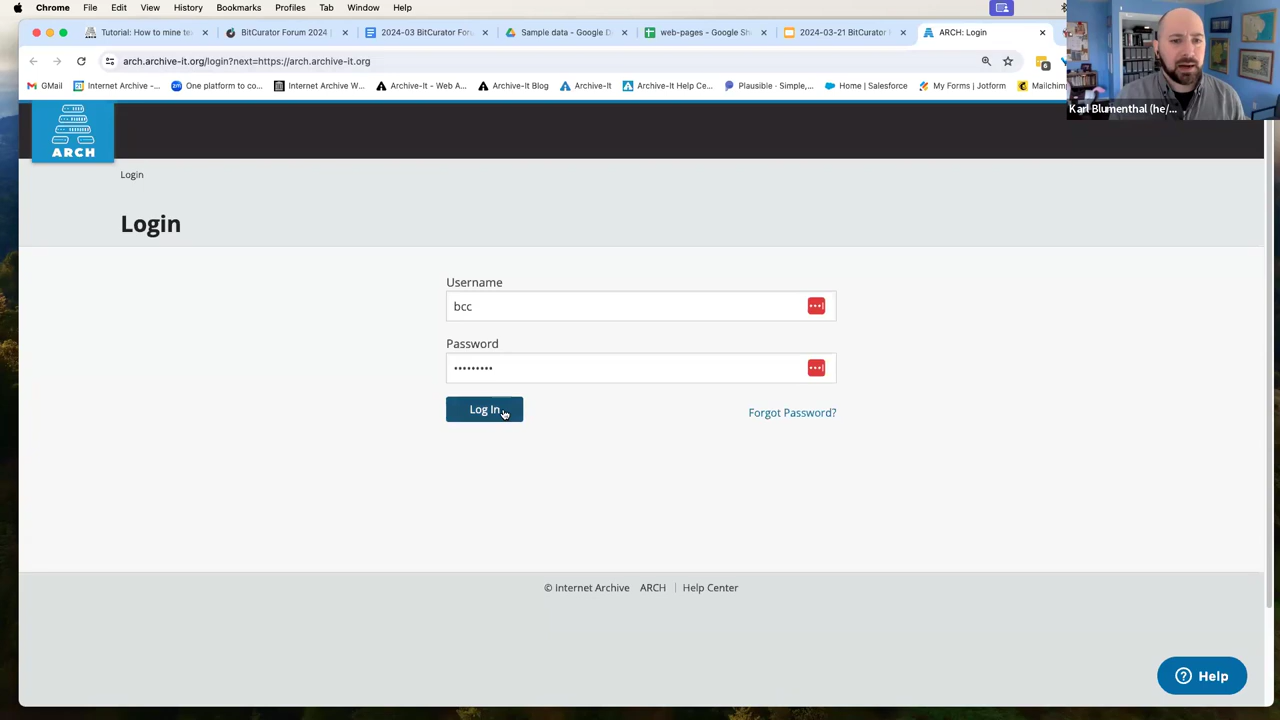 Chrome File Edit View History Bookmarks Profiles Tab Window Help
Tutorial: How to mine te BitCurator Forum 2024 2024-03 BitCurator Foru Sample data - Google D web-pages - Google Sh 2024-03-21 BitCurator ARCH: Login
arch.archive-it.org/login?next=https://arch.archive-it.org
6
GMail Internet Archive -... One platform to co... Internet Archive W... Archive-It - Web A... Archive-It Blog Archive-It Archive-It Help Ce... Plausible - Simple,... Home | Salesforce My Forms | Jotform Mailchim
Karl Blumenthal (he/...
ARCH
Login
Login
Username
bcc
Password
•••••••••
Log In
Forgot Password?
© Internet Archive ARCH | Help Center
? Help